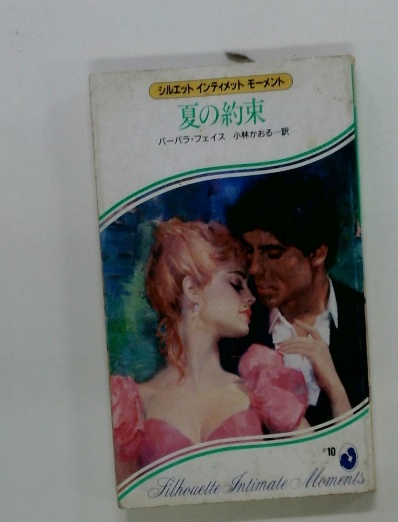 シルエット インティメット モーメント
夏の約束
バーバラ・フェイス 小林かおる—訳
#10
Silhouette Intimate Moments